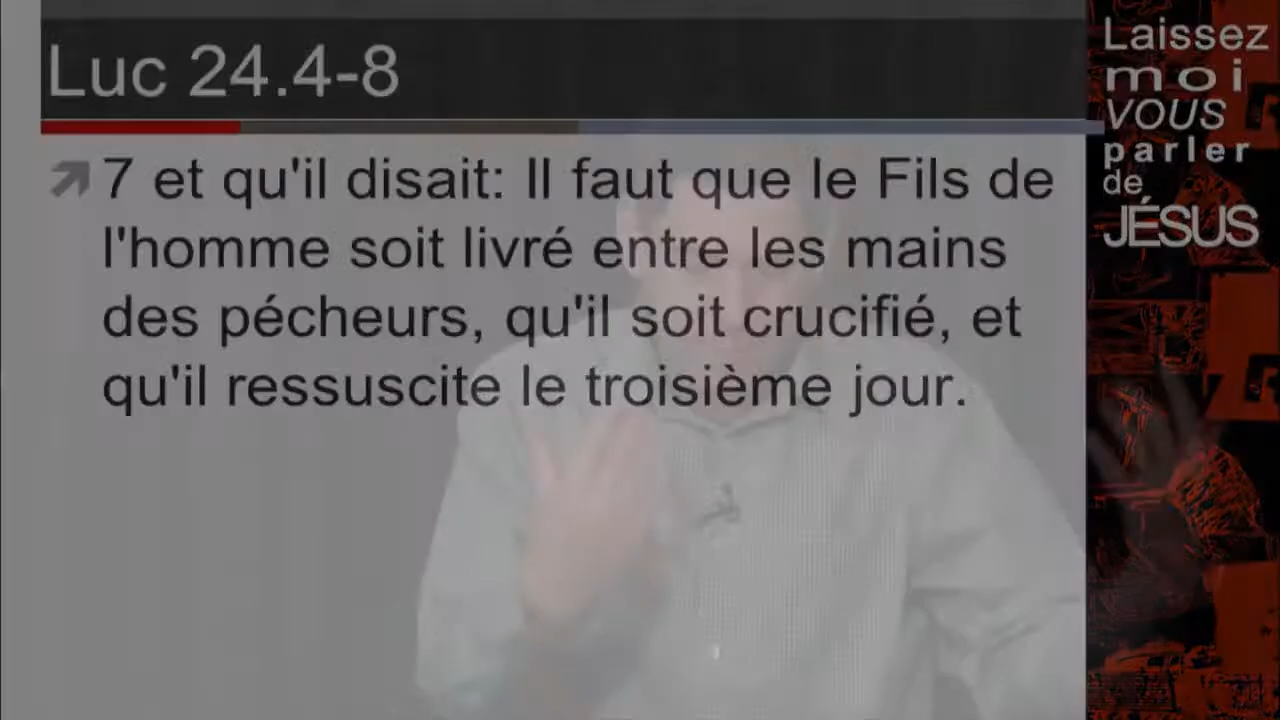 Luc 24.4-8
7 et qu'il disait: Il faut que le Fils de
l'homme soit livré entre les mains
des pécheurs, qu'il soit crucifié, et
qu'il ressuscite le troisième jour.
Laissez
moi
VOUS
parler
de
JÉSUS